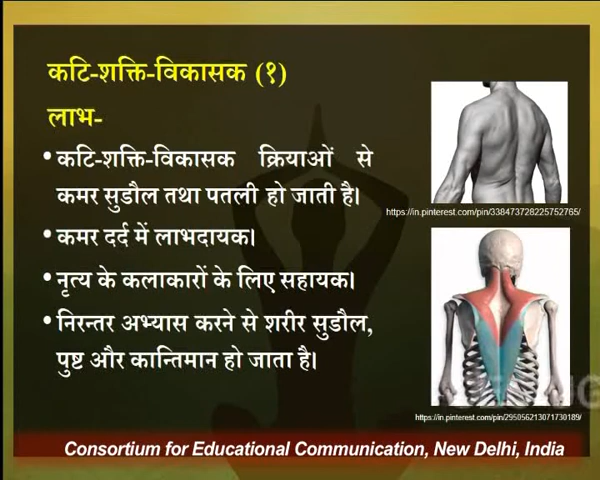 कटि-शक्ति-विकासक (१)
लाभ-
• कटि-शक्ति-विकासक क्रियाओं से
कमर सुडौल तथा पतली हो जाती है।
• कमर दर्द में लाभदायक।
• नृत्य के कलाकारों के लिए सहायक।
• निरन्तर अभ्यास करने से शरीर सुडौल,
पुष्ट और कान्तिमान हो जाता है।
https://in.pinterest.com/pin/338473728225752765/
https://in.pinterest.com/pin/295056213071730189/
Consortium for Educational Communication, New Delhi, India